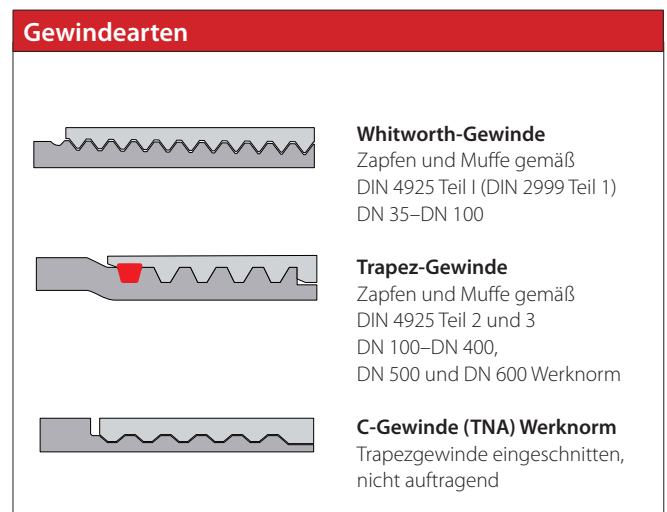 Gewindearten
Whitworth-Gewinde
Zapfen und Muffe gemäß
DIN 4925 Teil I (DIN 2999 Teil 1)
DN 35–DN 100
Trapez-Gewinde
Zapfen und Muffe gemäß
DIN 4925 Teil 2 und 3
DN 100–DN 400,
DN 500 und DN 600 Werknorm
C-Gewinde (TNA) Werknorm
Trapezgewinde eingeschnitten,
nicht auftragend